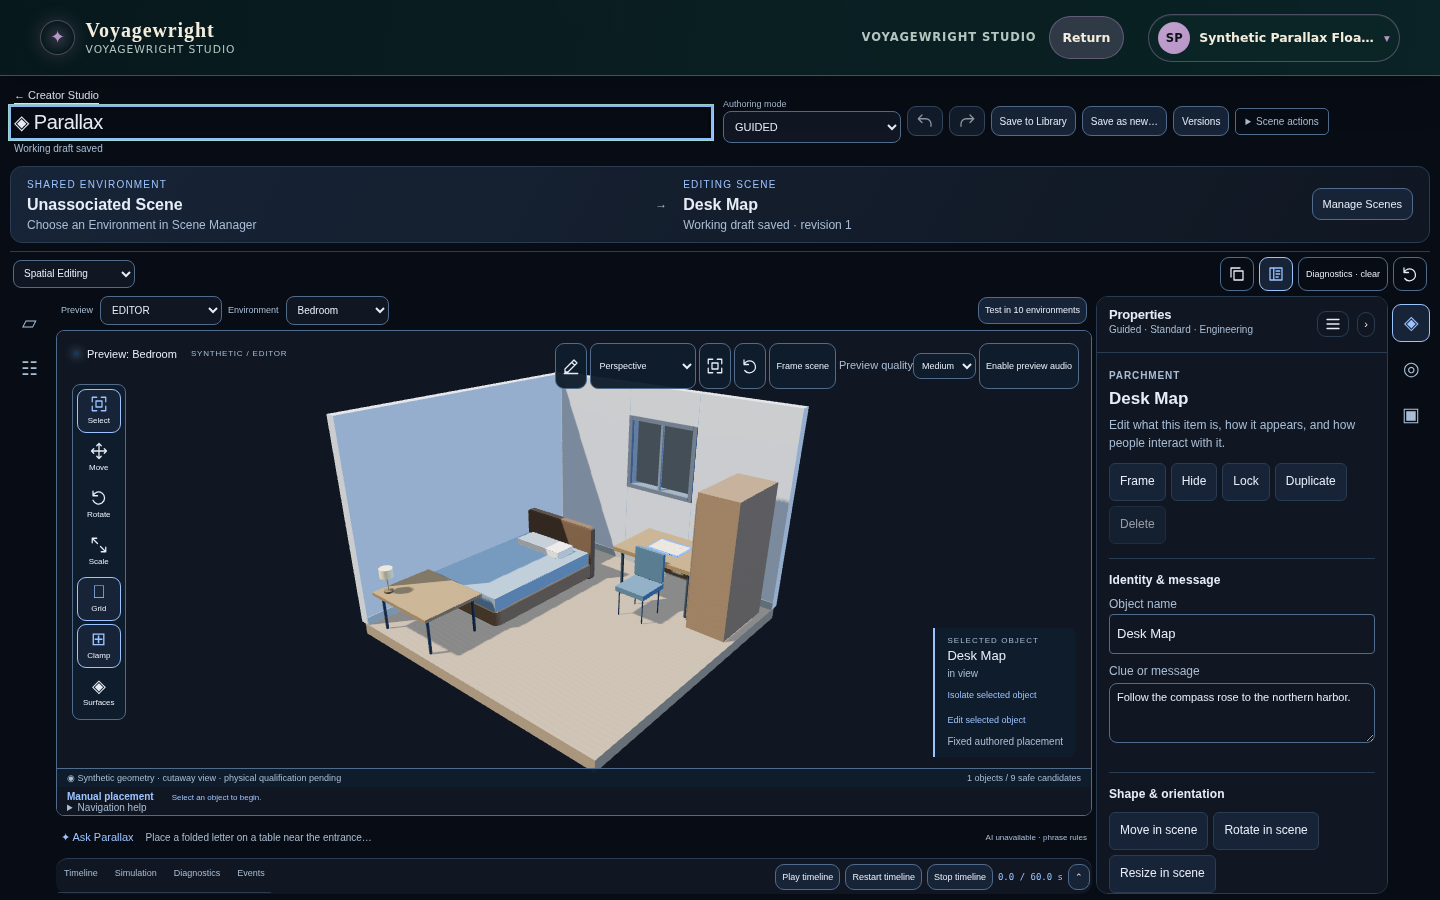 Voyagewright
VOYAGEWRIGHT STUDIO
VOYAGEWRIGHT STUDIO
Return
SP
Synthetic Parallax Floa…
← Creator Studio
◈ Parallax
Working draft saved
Authoring mode
GUIDED
Save to Library
Save as new…
Versions
Scene actions
SHARED ENVIRONMENT
Unassociated Scene
Choose an Environment in Scene Manager
→
EDITING SCENE
Desk Map
Working draft saved · revision 1
Manage Scenes
Spatial Editing
Diagnostics · clear
Preview
EDITOR
Environment
Bedroom
Test in 10 environments
Preview: Bedroom
SYNTHETIC / EDITOR
Perspective
Frame scene
Preview quality
Medium
Enable preview audio
Select
Move
Rotate
Scale
Grid
Clamp
Surfaces
SELECTED OBJECT
Desk Map
in view
Isolate selected object
Edit selected object
Fixed authored placement
◉ Synthetic geometry · cutaway view · physical qualification pending
1 objects / 9 safe candidates
Manual placement
Select an object to begin.
Navigation help
✦ Ask Parallax
Place a folded letter on a table near the entrance…
AI unavailable · phrase rules
Timeline
Simulation
Diagnostics
Events
Play timeline
Restart timeline
Stop timeline
0.0 / 60.0 s
Properties
Guided · Standard · Engineering
PARCHMENT
Desk Map
Edit what this item is, how it appears, and how
people interact with it.
Frame
Hide
Lock
Duplicate
Delete
Identity & message
Object name
Desk Map
Clue or message
Follow the compass rose to the northern harbor.
Shape & orientation
Move in scene
Rotate in scene
Resize in scene